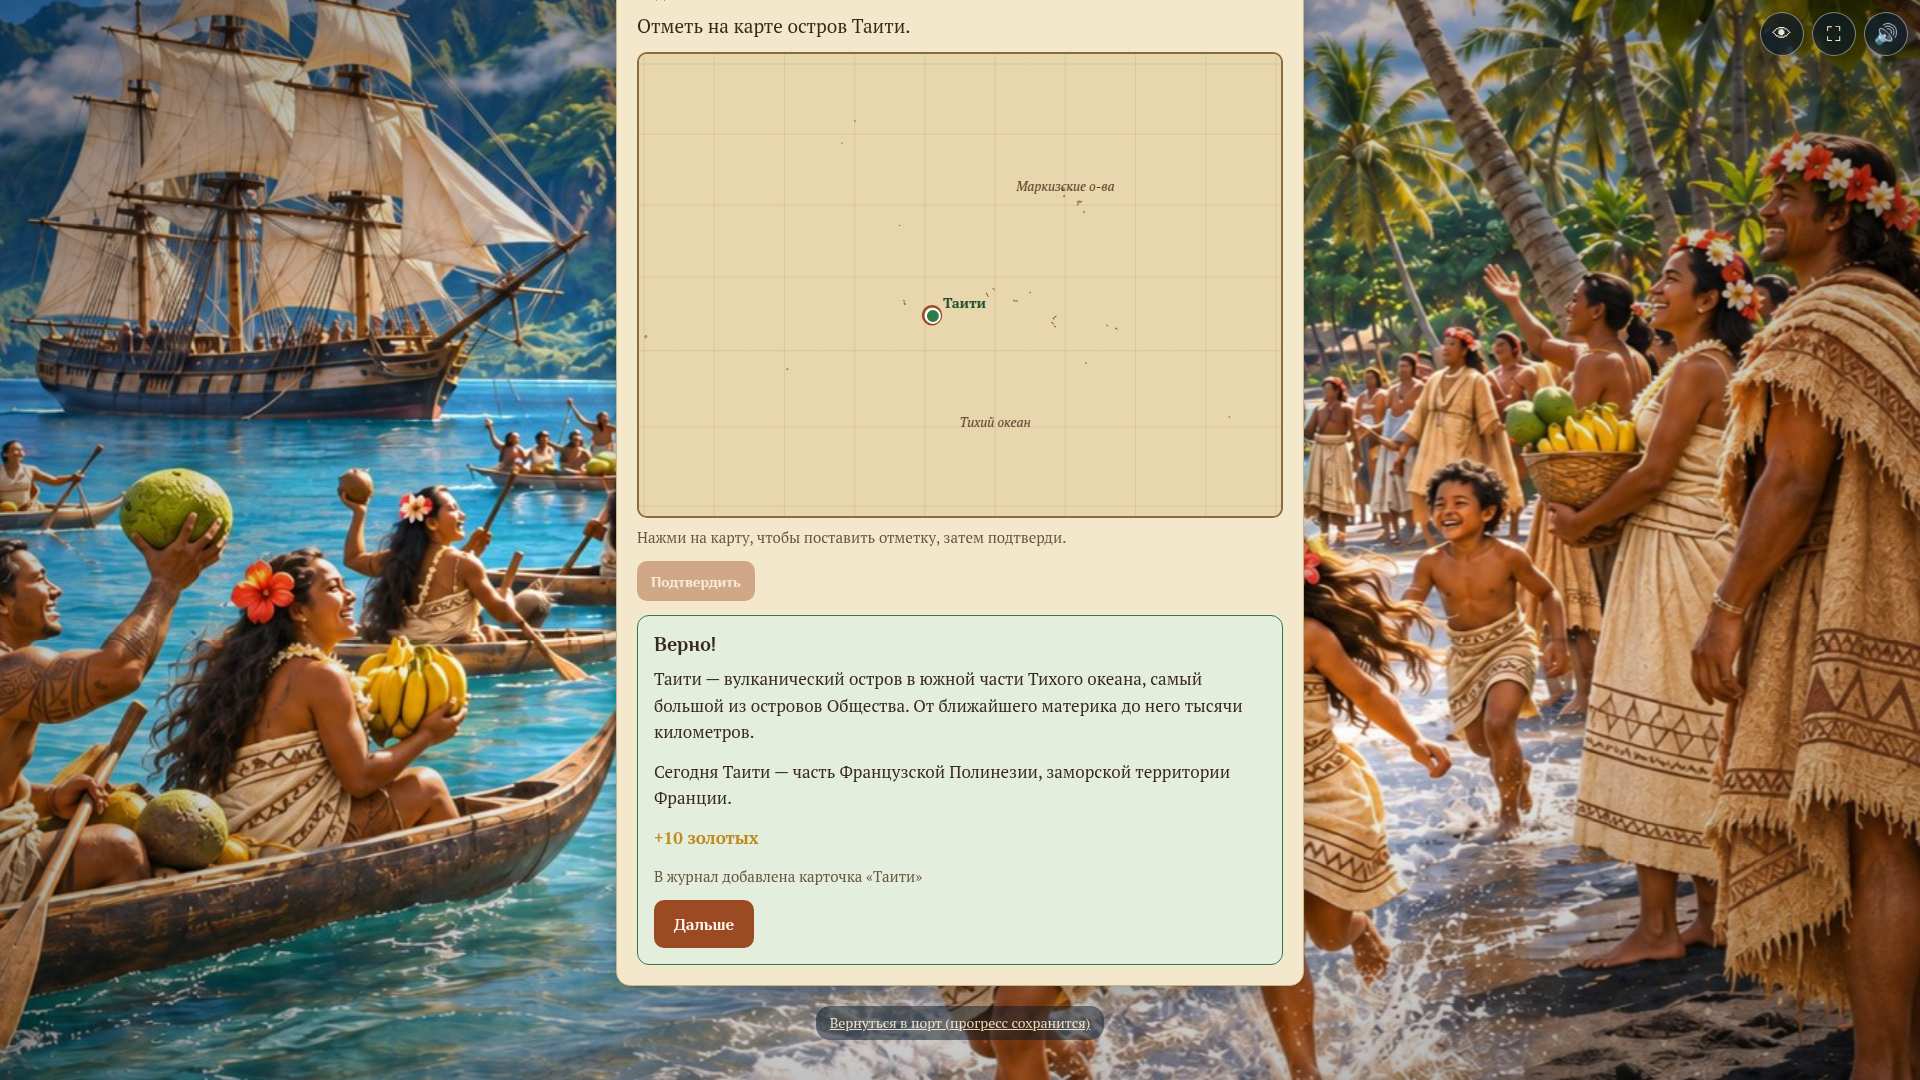 Отметь на карте остров Таити.
Маркизские о-ва
Таити
Тихий океан
Нажми на карту, чтобы поставить отметку, затем подтверди.
Подтвердить
Верно!
Таити — вулканический остров в южной части Тихого океана, самый
большой из островов Общества. От ближайшего материка до него тысячи
километров.
Сегодня Таити — часть Французской Полинезии, заморской территории
Франции.
+10 золотых
В журнал добавлена карточка «Таити»
Дальше
Вернуться в порт (прогресс сохранится)